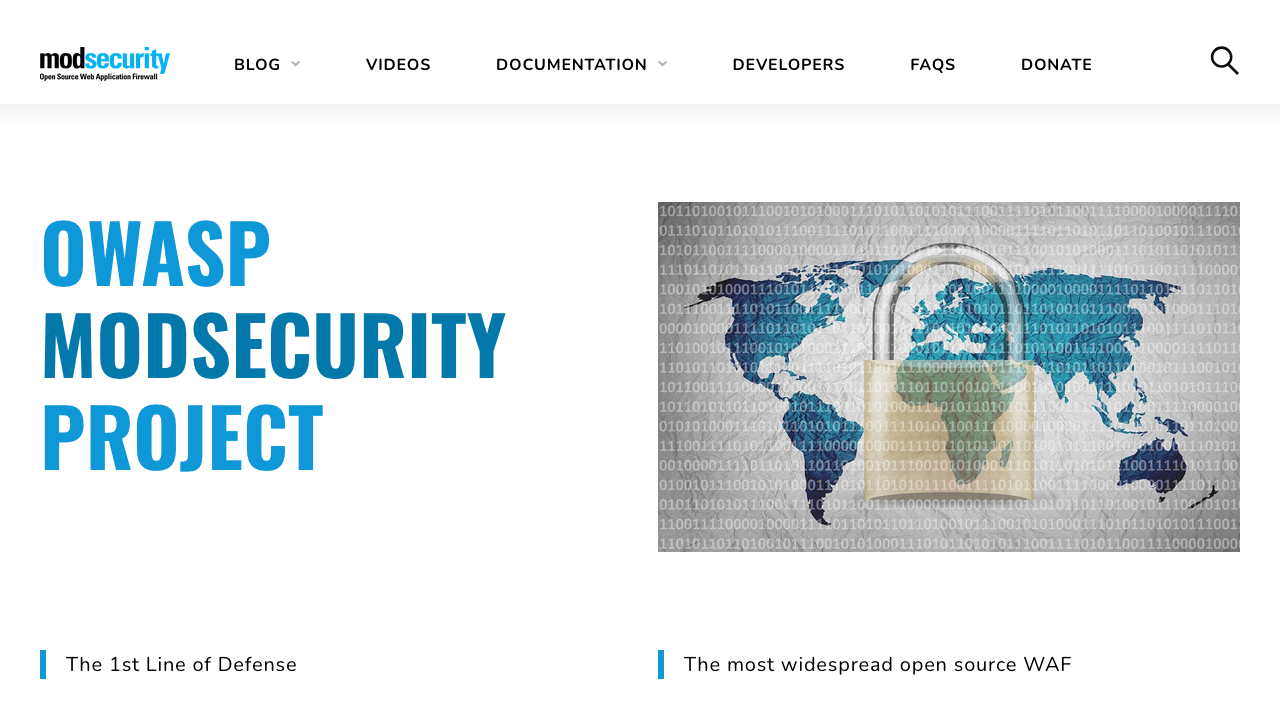 modsecurity
Open Source Web Application Firewall
BLOG
VIDEOS
DOCUMENTATION
DEVELOPERS
FAQS
DONATE
OWASP
MODSECURITY
PROJECT
The 1st Line of Defense
The most widespread open source WAF